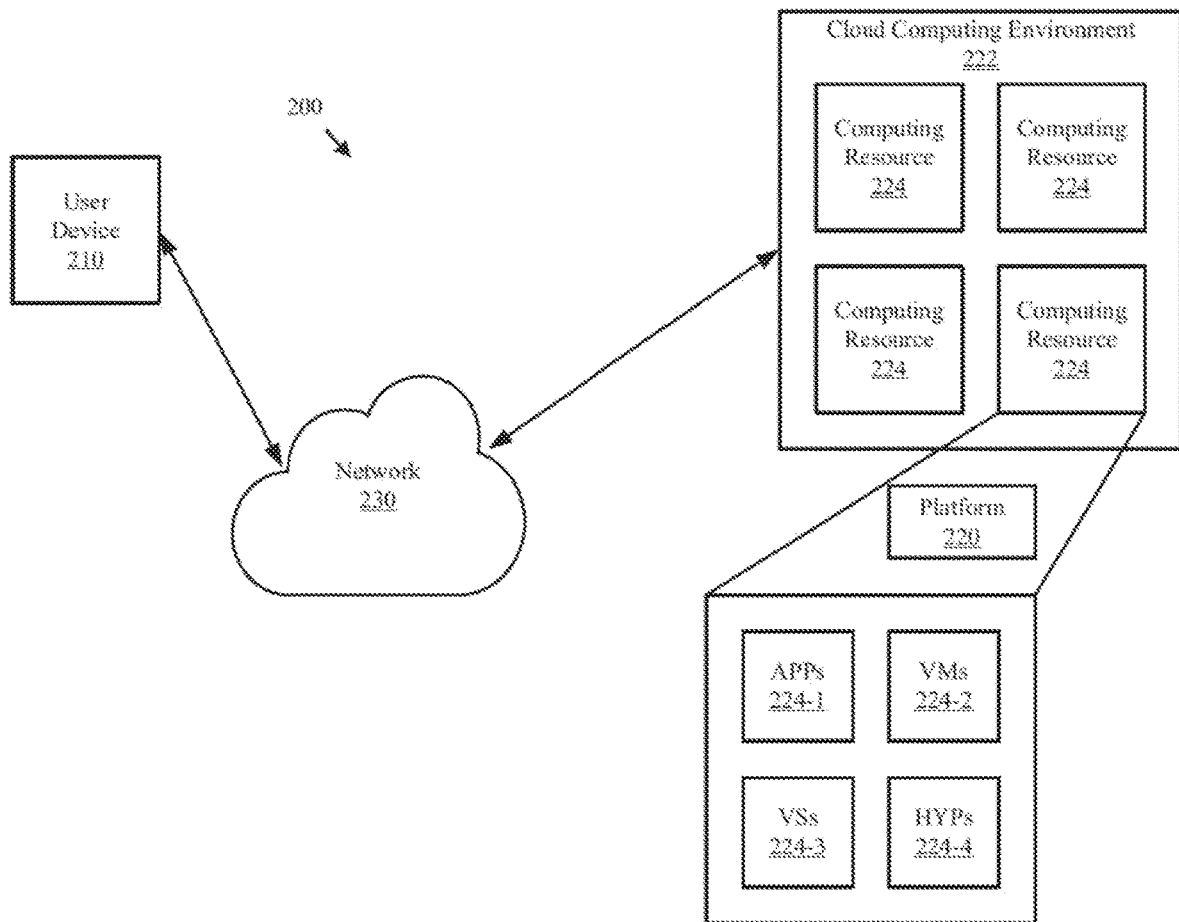 Cloud Computing Environment
222
200
Computing
Resource
224
Computing
Resource
224
User
Device
210
Computing
Resource
224
Computing
Resource
224
Network
230
Platform
220
APPs
224-1
VMs
224-2
VSs
224-3
HYPs
224-4